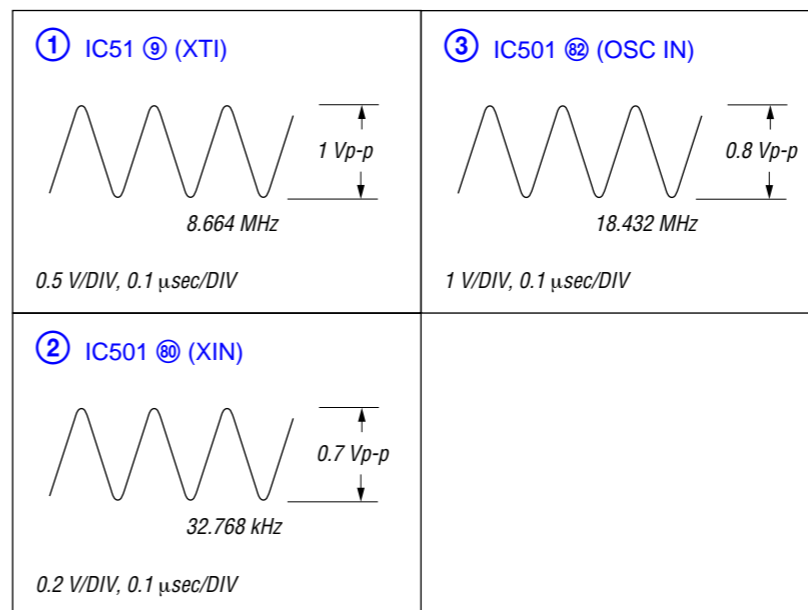 ① IC51 ⑨ (XTI)
1 Vp-p
8.664 MHz
0.5 V/DIV, 0.1 µsec/DIV
② IC501 80 (XIN)
0.7 Vp-p
32.768 kHz
0.2 V/DIV, 0.1 µsec/DIV
③ IC501 82 (OSC IN)
0.8 Vp-p
18.432 MHz
1 V/DIV, 0.1 µsec/DIV